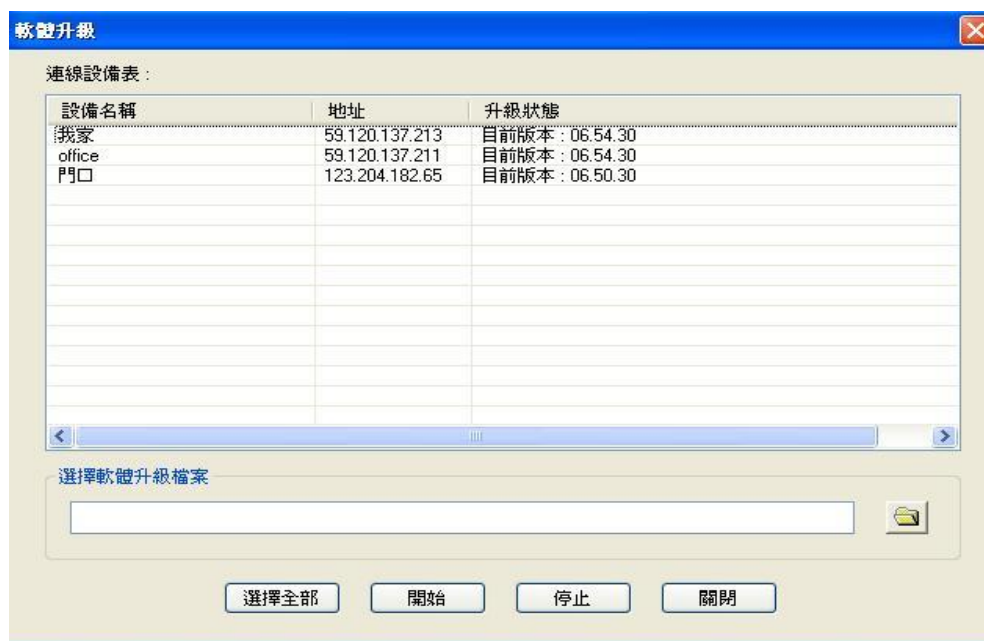 軟體升級
連線設備表 :
設備名稱 地址 升級狀態
我家 59.120.137.213 目前版本 : 06.54.30
office 59.120.137.211 目前版本 : 06.54.30
門口 123.204.182.65 目前版本 : 06.50.30
選擇軟體升級檔案
選擇全部 開始 停止 關閉